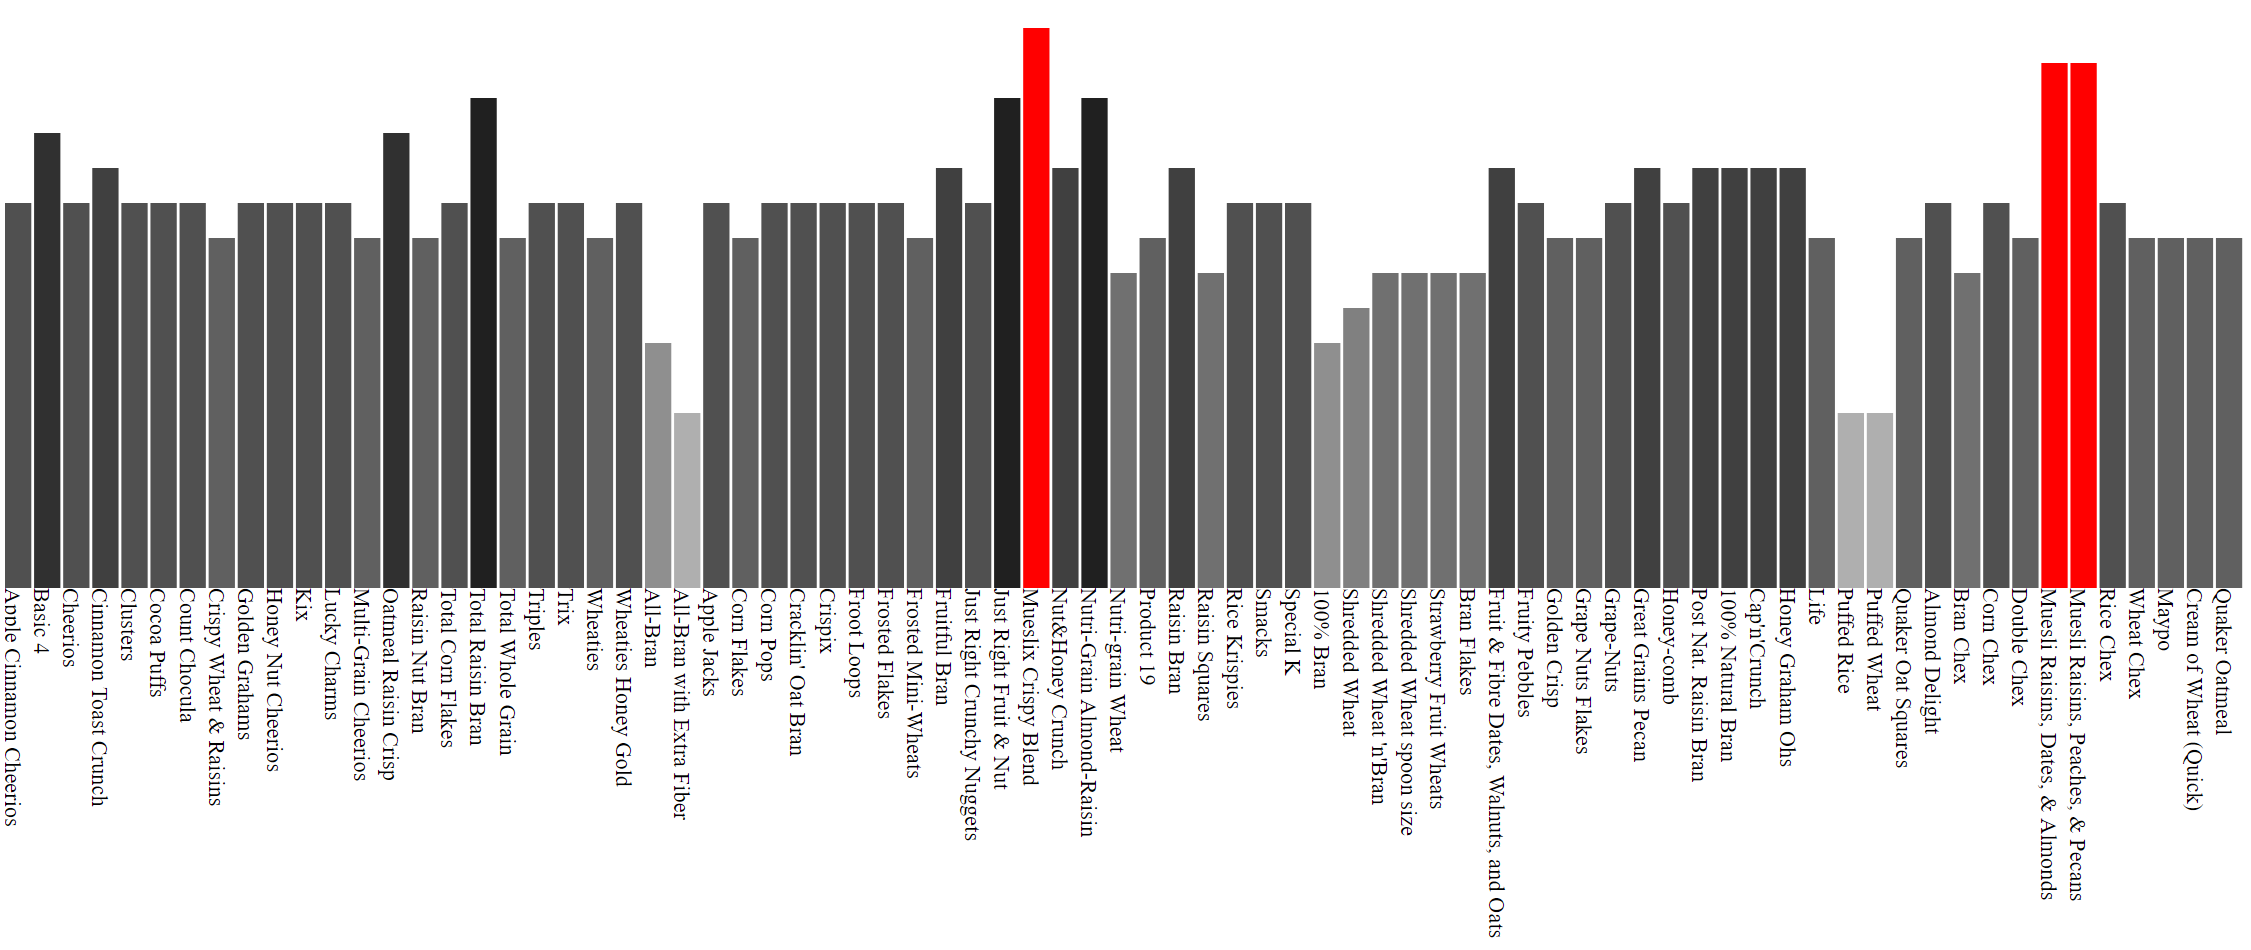 Apple Cinnamon Cheerios
Basic 4
Cheerios
Cinnamon Toast Crunch
Clusters
Cocoa Puffs
Count Chocula
Crispy Wheat & Raisins
Golden Grahams
Honey Nut Cheerios
Kix
Lucky Charms
Multi-Grain Cheerios
Oatmeal Raisin Crisp
Raisin Nut Bran
Total Corn Flakes
Total Raisin Bran
Total Whole Grain
Triples
Trix
Wheaties
Wheaties Honey Gold
All-Bran
All-Bran with Extra Fiber
Apple Jacks
Corn Flakes
Corn Pops
Cracklin' Oat Bran
Crispix
Froot Loops
Frosted Flakes
Frosted Mini-Wheats
Fruitful Bran
Just Right Crunchy Nuggets
Just Right Fruit & Nut
Mueslix Crispy Blend
Nut&Honey Crunch
Nutri-Grain Almond-Raisin
Nutri-grain Wheat
Product 19
Raisin Bran
Raisin Squares
Rice Krispies
Smacks
Special K
100% Bran
Shredded Wheat
Shredded Wheat 'n'Bran
Shredded Wheat spoon size
Strawberry Fruit Wheats
Bran Flakes
Fruit & Fibre Dates, Walnuts, and Oats
Fruity Pebbles
Golden Crisp
Grape Nuts Flakes
Grape-Nuts
Great Grains Pecan
Honey-comb
Post Nat. Raisin Bran
100% Natural Bran
Cap'n'Crunch
Honey Graham Ohs
Life
Puffed Rice
Puffed Wheat
Quaker Oat Squares
Almond Delight
Bran Chex
Corn Chex
Double Chex
Muesli Raisins, Dates, & Almonds
Muesli Raisins, Peaches, & Pecans
Rice Chex
Wheat Chex
Maypo
Cream of Wheat (Quick)
Quaker Oatmeal